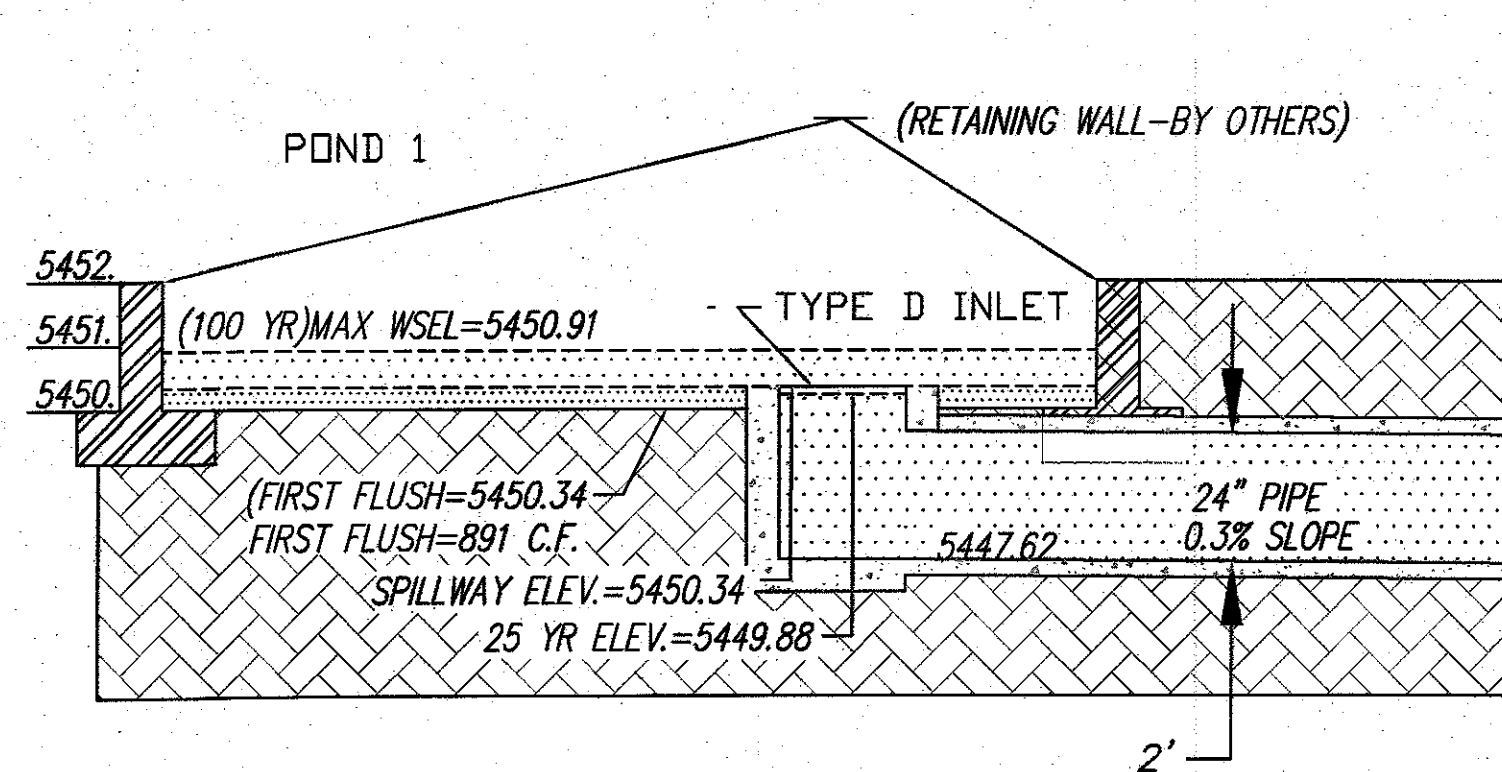 POND 1
(RETAINING WALL-BY OTHERS)
5452.
5451.
5450.
(100 YR)MAX WSEL=5450.91
TYPE D INLET
(FIRST FLUSH=5450.34
FIRST FLUSH=891 C.F.
SPILLWAY ELEV.=5450.34
25 YR ELEV.=5449.88
5447.62
24" PIPE
0.3% SLOPE
2'